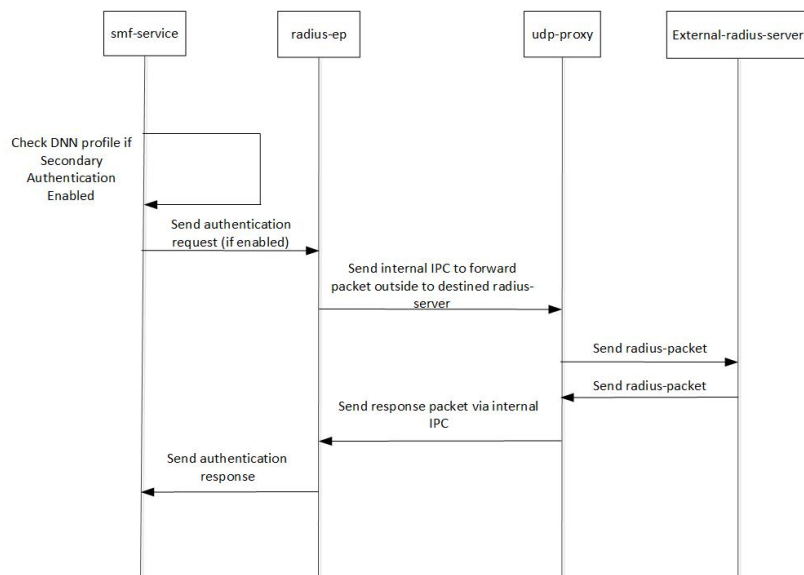 smf-service
radius-ep
udp-proxy
External-radius-server
Check DNN profile if
Secondary
Authentication
Enabled
Send authentication
request (if enabled)
Send internal IPC to forward
packet outside to destined radius-
server
Send radius-packet
Send radius-packet
Send response packet via internal
IPC
Send authentication
response